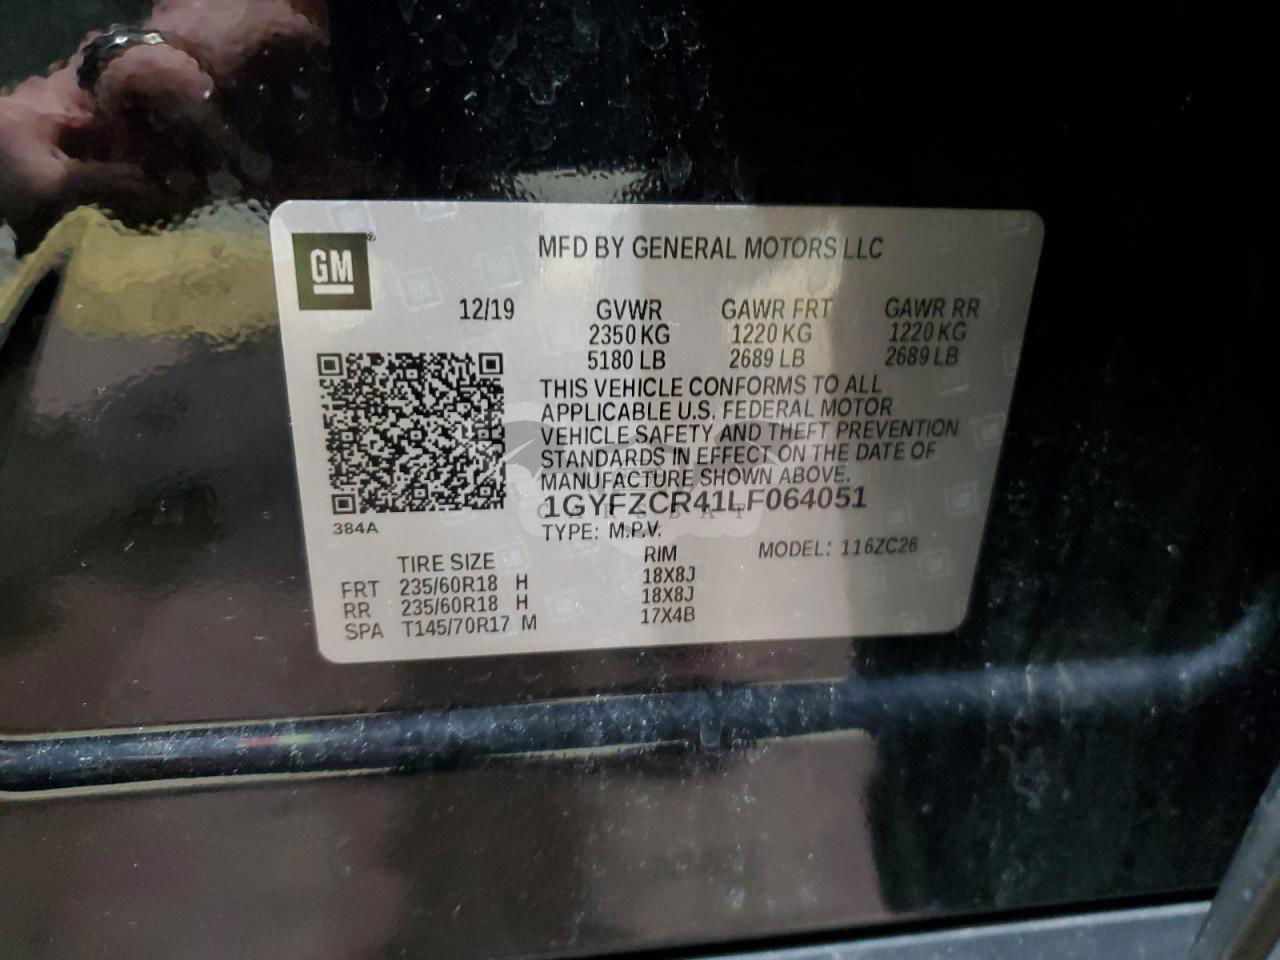 GM®
MFD BY GENERAL MOTORS LLC
12/19 GVWR GAWR FRT GAWR RR
2350 KG 1220 KG 1220 KG
5180 LB 2689 LB 2689 LB
THIS VEHICLE CONFORMS TO ALL
APPLICABLE U.S. FEDERAL MOTOR
VEHICLE SAFETY AND THEFT PREVENTION
STANDARDS IN EFFECT ON THE DATE OF
MANUFACTURE SHOWN ABOVE.
1GYFZCR41LF064051
384A
TYPE: M.P.V.
MODEL: 116ZC26
TIRE SIZE RIM
FRT 235/60R18 H 18X8J
RR 235/60R18 H 18X8J
SPA T145/70R17 M 17X4B